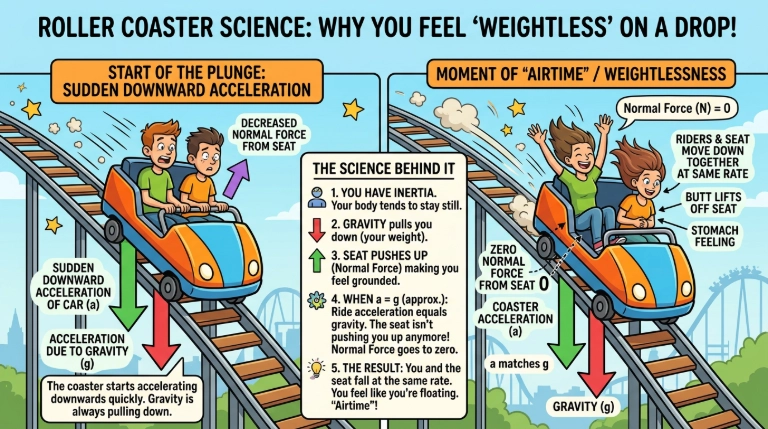 ROLLER COASTER SCIENCE: WHY YOU FEEL ‘WEIGHTLESS’ ON A DROP!
START OF THE PLUNGE:
SUDDEN DOWNWARD ACCELERATION
DECREASED
NORMAL FORCE
FROM SEAT
SUDDEN
DOWNWARD
ACCELERATION
OF CAR (a)
ACCELERATION
DUE TO GRAVITY
(g)
The coaster starts accelerating
downwards quickly. Gravity is
always pulling down.
THE SCIENCE BEHIND IT
1. YOU HAVE INERTIA.
Your body tends to stay still.
2. GRAVITY pulls you
down (your weight).
3. SEAT PUSHES UP
(Normal Force) making you
feel grounded.
4. WHEN a = g (approx.):
Ride acceleration equals
gravity. The seat isn't
pushing you up anymore!
Normal Force goes to zero.
5. THE RESULT: You and the
seat fall at the same rate.
You feel like you're floating.
“Airtime”!
MOMENT OF “AIRTIME” / WEIGHTLESSNESS
Normal Force (N) = 0
RIDERS & SEAT
MOVE DOWN
TOGETHER
AT SAME RATE
BUTT LIFTS
OFF SEAT
STOMACH
FEELING
ZERO
NORMAL
FORCE
FROM SEAT 0
COASTER
ACCELERATION
(a)
a matches g
GRAVITY (g)